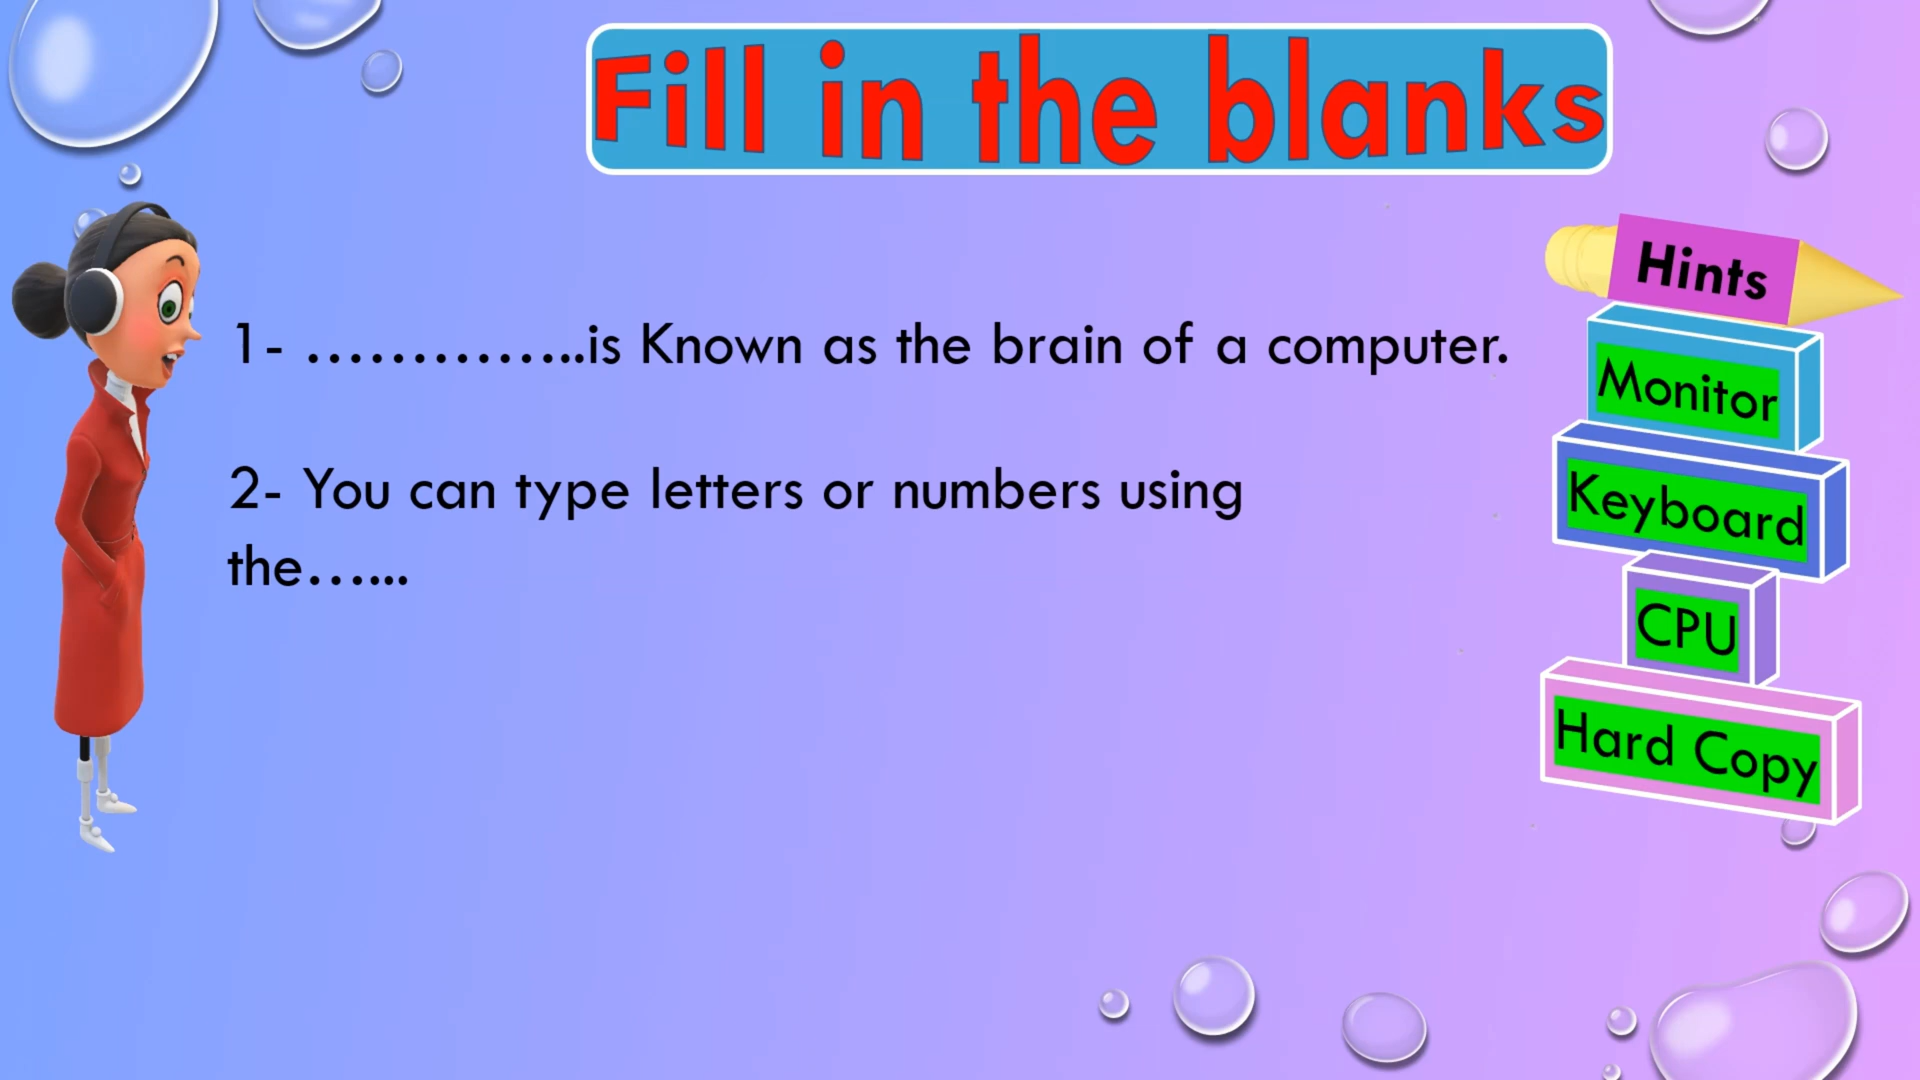 Fill in the blanks
Hints
1- …………..is Known as the brain of a computer.
Monitor
2- You can type letters or numbers using
the…...
Keyboard
CPU
Hard Copy